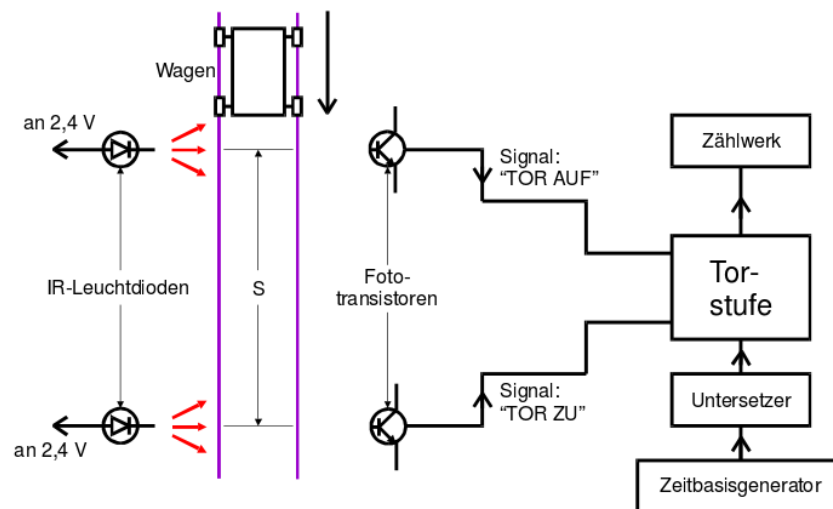 Wagen
an 2,4 V
Signal:
“TOR AUF”
Zählwerk
IR-Leuchtdioden
S
Foto-
transistoren
Tor-
stufe
Signal:
“TOR ZU”
Untersetzer
an 2,4 V
Zeitbasisgenerator